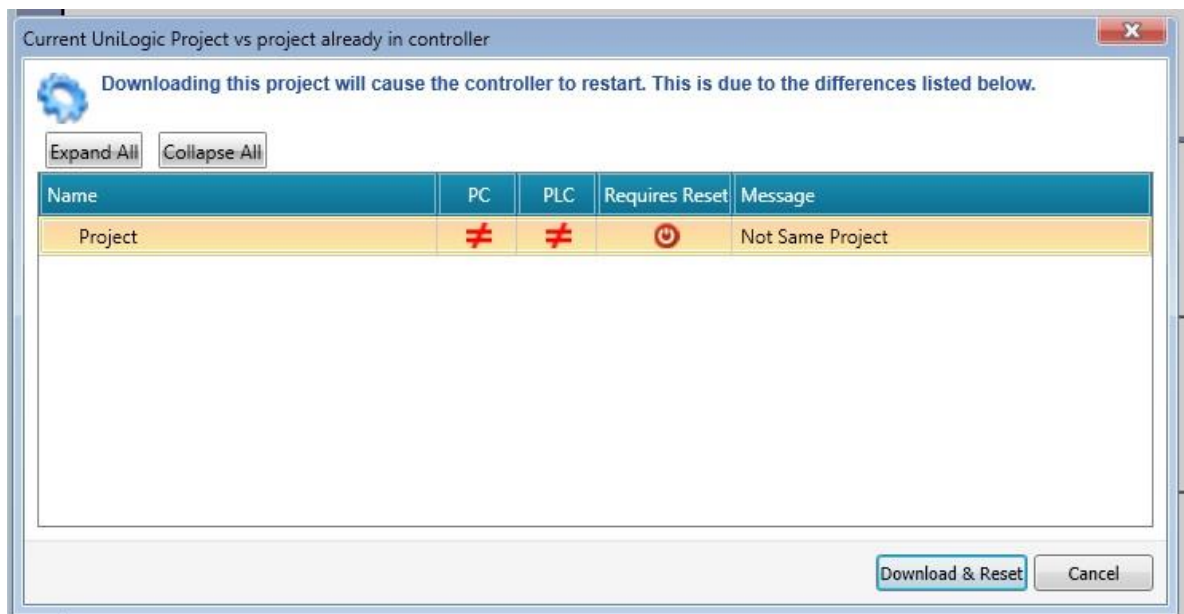 Current UniLogic Project vs project already in controller
Downloading this project will cause the controller to restart. This is due to the differences listed below.
Expand All Collapse All
Name PC PLC Requires Reset Message
Project ≠ ≠ Not Same Project
Download & Reset Cancel